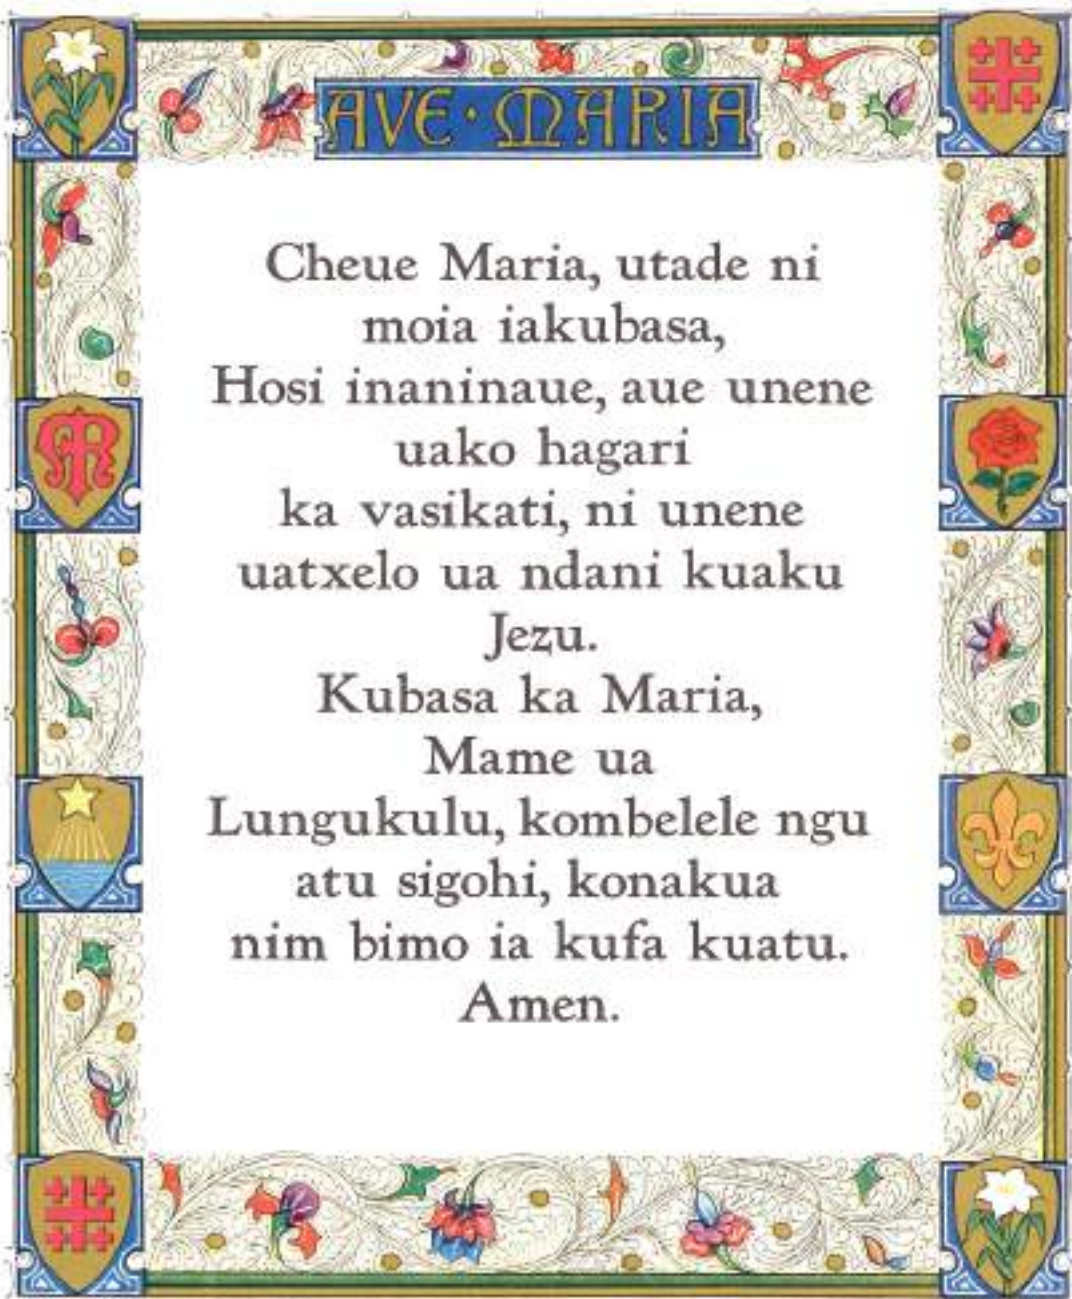 AVE·MARIA
Cheue Maria, utade ni
moia iakubasa,
Hosi inaninaue, aue unene
uako hagari
ka vasikati, ni unene
uatxelo ua ndani kuaku
Jezu.
Kubasa ka Maria,
Mame ua
Lungukulu, kombelele ngu
atu sigohi, konakua
nim bimo ia kufa kuatu.
Amen.